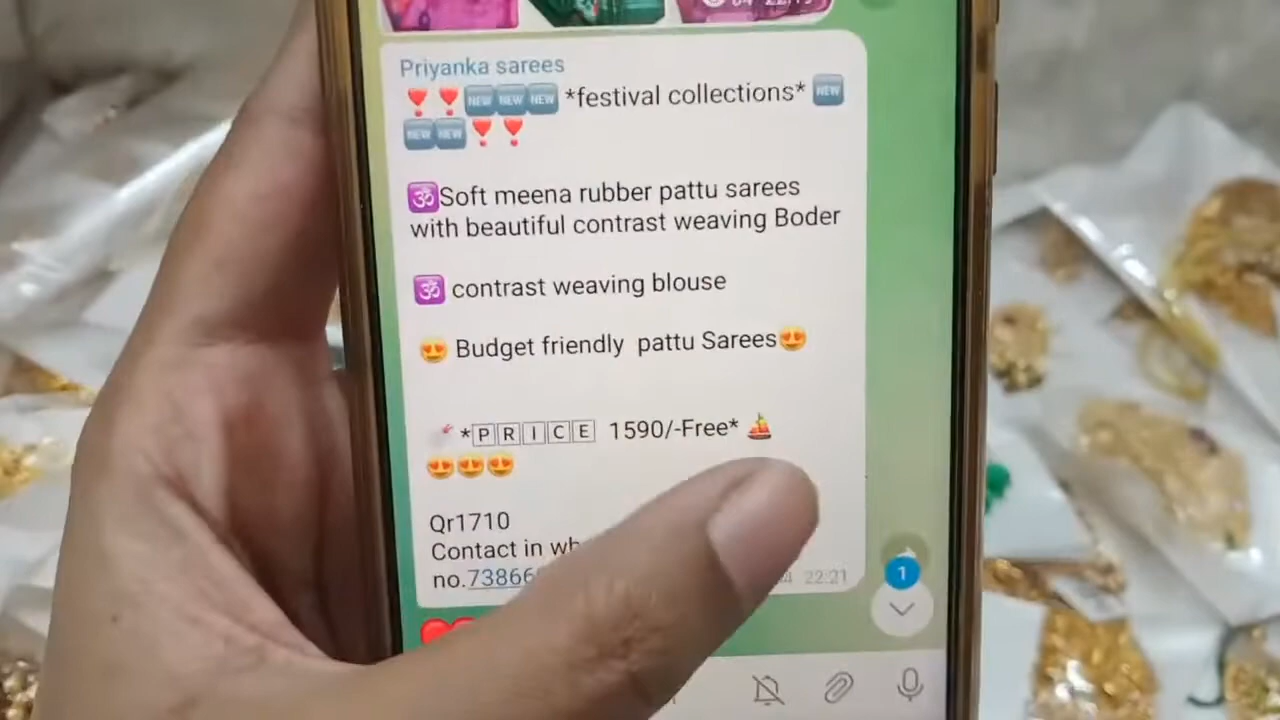 Priyanka sarees
❣️❣️🆕🆕🆕 *festival collections* 🆕
🆕🆕❣️❣️
🕉️Soft meena rubber pattu sarees
with beautiful contrast weaving Boder
🕉️ contrast weaving blouse
😍 Budget friendly pattu Sarees😍
*🄿🅁🄸🄲🄴 1590/-Free* ⛵
😍😍😍
Qr1710
Contact in
no.73866
22:21
1